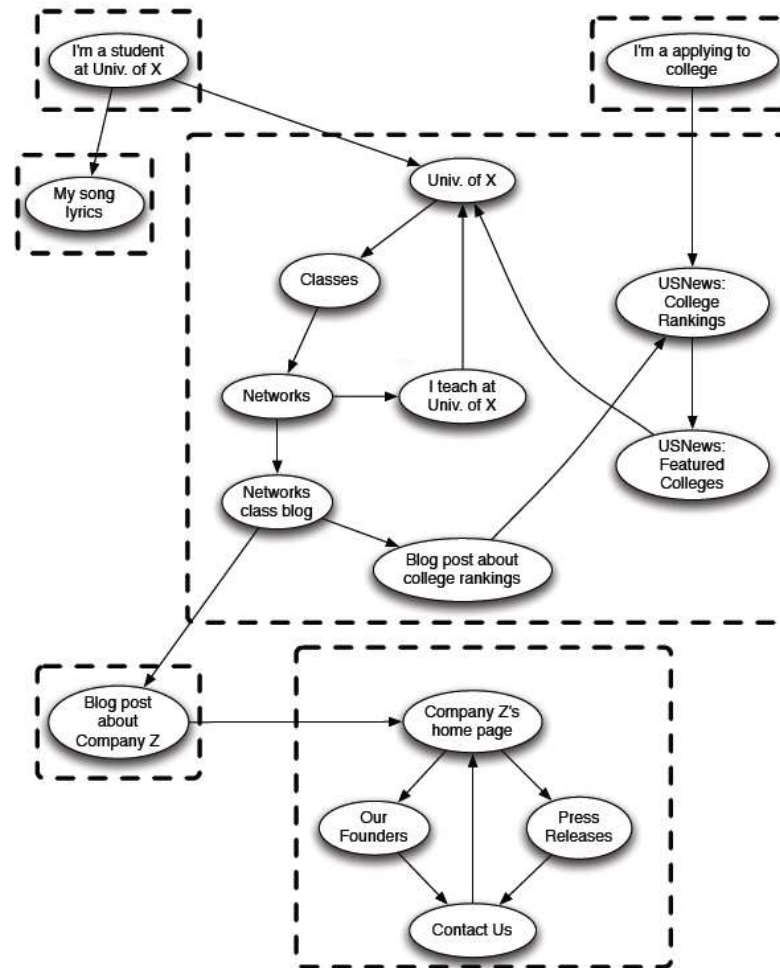 I'm a student
at Univ. of X
I'm a applying to
college
My song
lyrics
Univ. of X
Classes
USNews:
College
Rankings
Networks
I teach at
Univ. of X
USNews:
Featured
Colleges
Networks
class blog
Blog post about
college rankings
Blog post
about
Company Z
Company Z's
home page
Our
Founders
Press
Releases
Contact Us